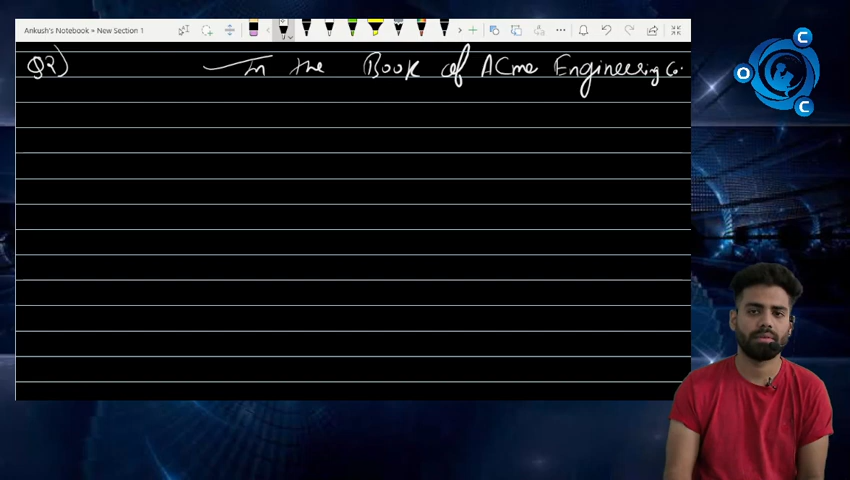 Ankush's Notebook » New Section 1
Q2) In the Book of Acme Engineering Co.
C
O
C